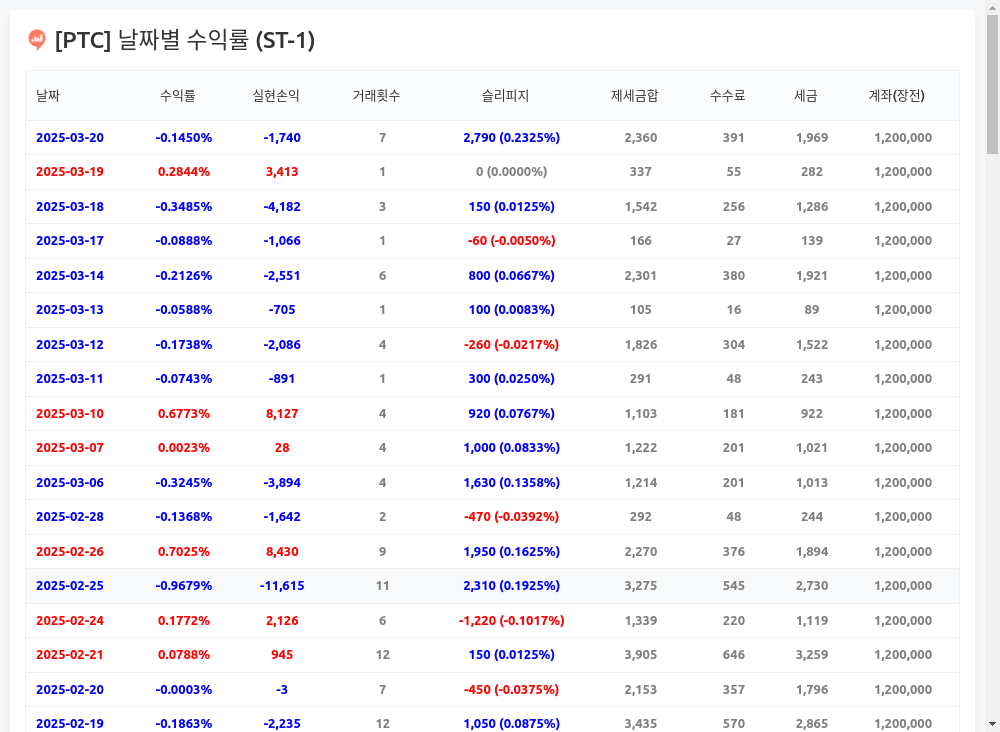 [PTC] 날짜별 수익률 (ST-1)
날짜 수익률 실현손익 거래횟수 슬리피지 제세금합 수수료 세금 계좌(장전)
2025-03-20 -0.1450% -1,740 7 2,790 (0.2325%) 2,360 391 1,969 1,200,000
2025-03-19 0.2844% 3,413 1 0 (0.0000%) 337 55 282 1,200,000
2025-03-18 -0.3485% -4,182 3 150 (0.0125%) 1,542 256 1,286 1,200,000
2025-03-17 -0.0888% -1,066 1 -60 (-0.0050%) 166 27 139 1,200,000
2025-03-14 -0.2126% -2,551 6 800 (0.0667%) 2,301 380 1,921 1,200,000
2025-03-13 -0.0588% -705 1 100 (0.0083%) 105 16 89 1,200,000
2025-03-12 -0.1738% -2,086 4 -260 (-0.0217%) 1,826 304 1,522 1,200,000
2025-03-11 -0.0743% -891 1 300 (0.0250%) 291 48 243 1,200,000
2025-03-10 0.6773% 8,127 4 920 (0.0767%) 1,103 181 922 1,200,000
2025-03-07 0.0023% 28 4 1,000 (0.0833%) 1,222 201 1,021 1,200,000
2025-03-06 -0.3245% -3,894 4 1,630 (0.1358%) 1,214 201 1,013 1,200,000
2025-02-28 -0.1368% -1,642 2 -470 (-0.0392%) 292 48 244 1,200,000
2025-02-26 0.7025% 8,430 9 1,950 (0.1625%) 2,270 376 1,894 1,200,000
2025-02-25 -0.9679% -11,615 11 2,310 (0.1925%) 3,275 545 2,730 1,200,000
2025-02-24 0.1772% 2,126 6 -1,220 (-0.1017%) 1,339 220 1,119 1,200,000
2025-02-21 0.0788% 945 12 150 (0.0125%) 3,905 646 3,259 1,200,000
2025-02-20 -0.0003% -3 7 -450 (-0.0375%) 2,153 357 1,796 1,200,000
2025-02-19 -0.1863% -2,235 12 1,050 (0.0875%) 3,435 570 2,865 1,200,000